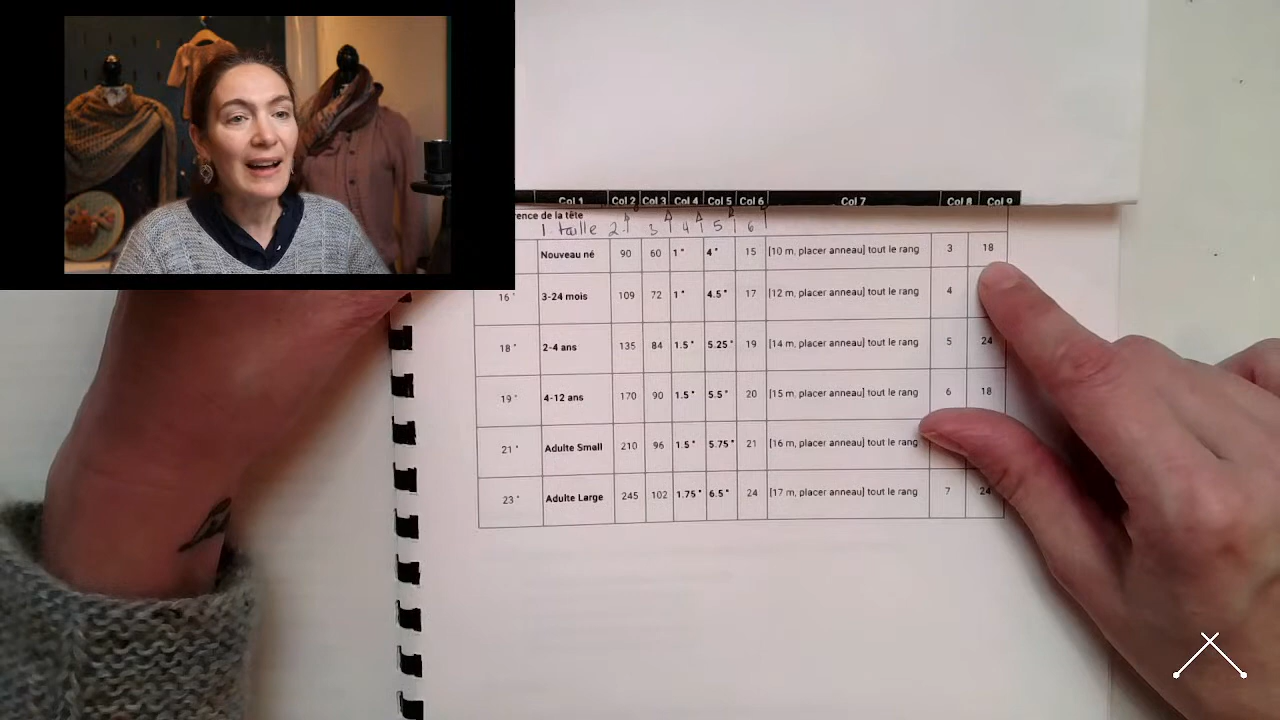 Col 1 Col 2 Col 3 Col 4 Col 5 Col 6 Col 7 Col 8 Col 9
rence de la tête
1. taille 2. 3 4 5 6
Nouveau né 90 60 1" 4" 15 [10 m, placer anneau] tout le rang 3 18
16" 3-24 mois 109 72 1" 4.5" 17 [12 m, placer anneau] tout le rang 4
18" 2-4 ans 135 84 1.5" 5.25" 19 [14 m, placer anneau] tout le rang 5 24
19" 4-12 ans 170 90 1.5" 5.5" 20 [15 m, placer anneau] tout le rang 6 18
21" Adulte Small 210 96 1.5" 5.75" 21 [16 m, placer anneau] tout le rang
23" Adulte Large 245 102 1.75" 6.5" 24 [17 m, placer anneau] tout le rang 7 24